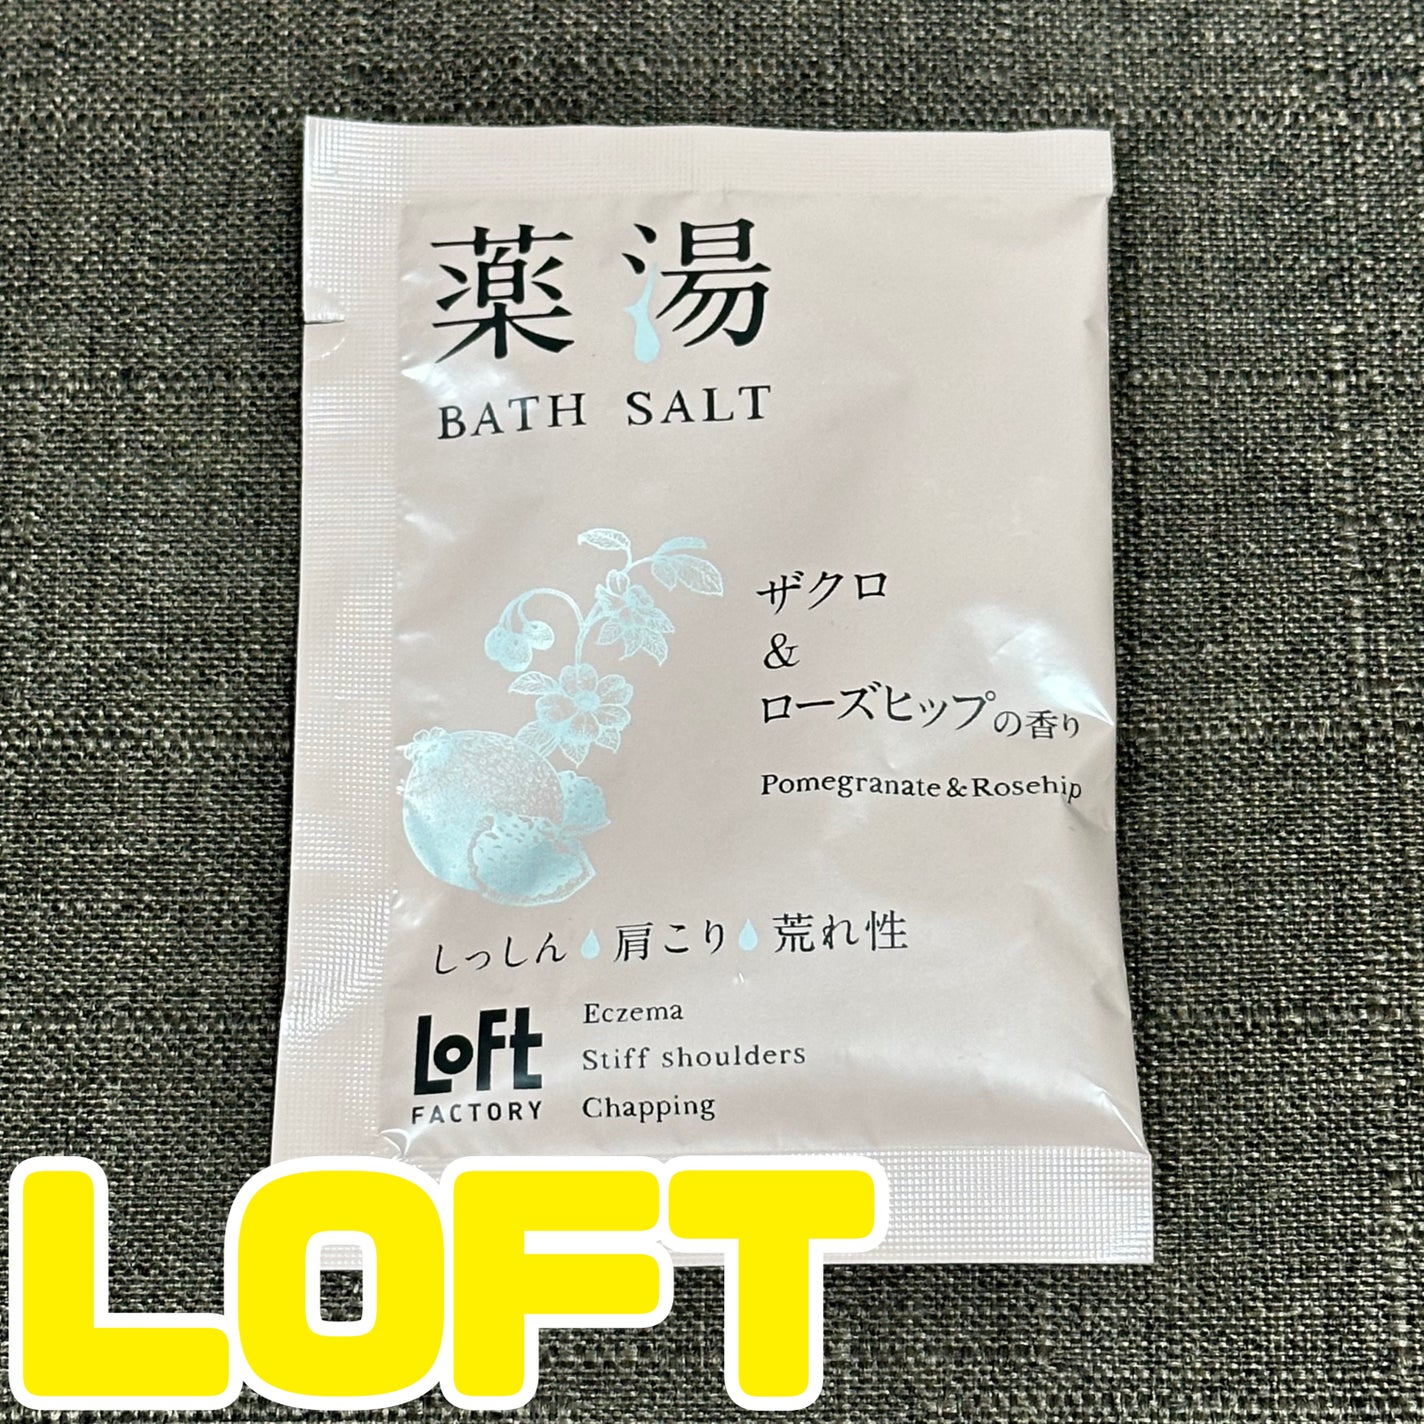 薬湯
BATH SALT
ザクロ
&
ローズヒップの香り
Pomegranate&Rosehip
しっしん 肩こり 荒れ性
Loft
FACTORY
Eczema
Stiff shoulders
Chapping
LOFT